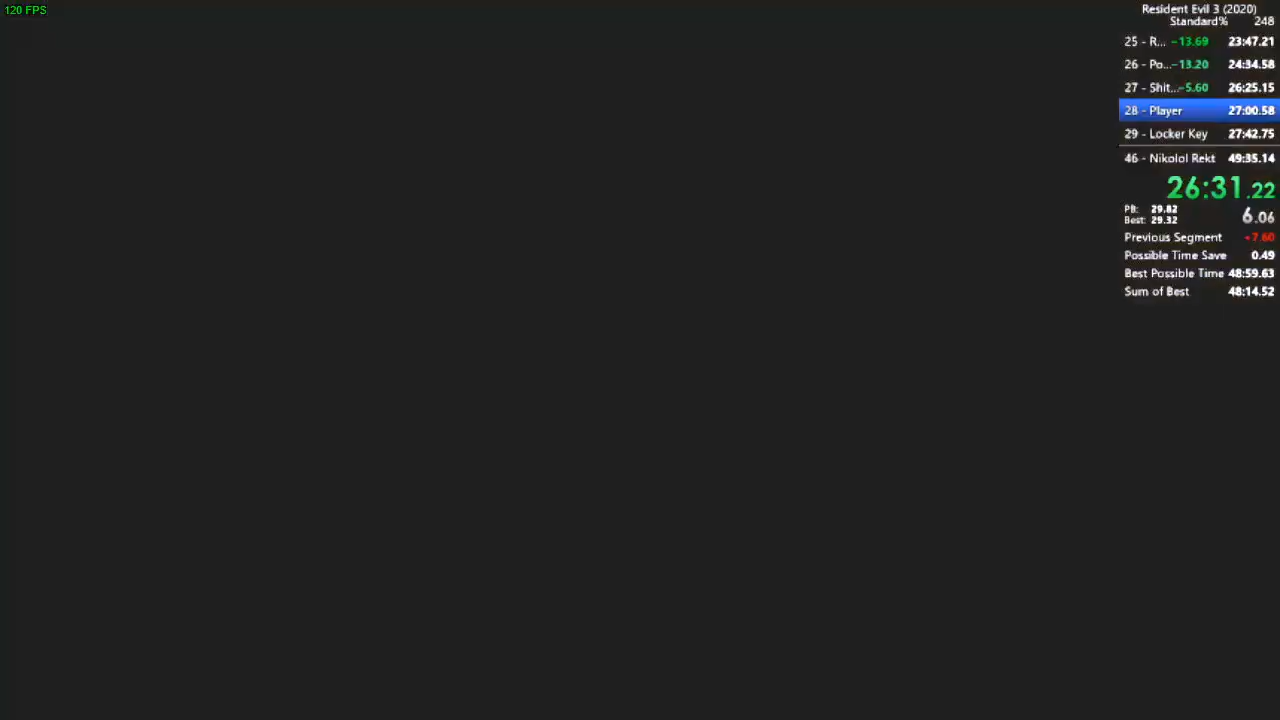 120 FPS
Resident Evil 3 (2020)
Standard% 248
25 - R... -13.69 23:47.21
26 - Po...-13.20 24:34.58
27 - Shit...-5.60 26:25.15
28 - Player 27:00.58
29 - Locker Key 27:42.75
46 - Nikolol Rekt 49:35.14
26:31.22
PB: 29.82
Best: 29.32
6.06
Previous Segment +7.60
Possible Time Save 0.49
Best Possible Time 48:59.63
Sum of Best 48:14.52